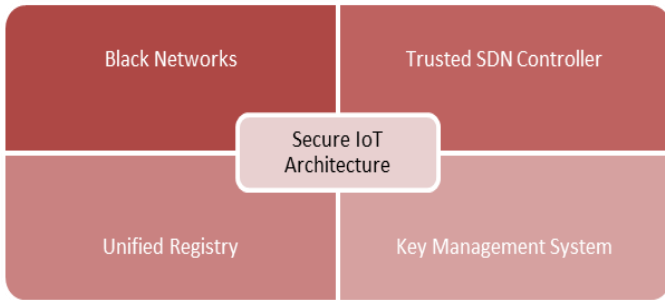 Black Networks
Trusted SDN Controller
Secure IoT
Architecture
Unified Registry
Key Management System